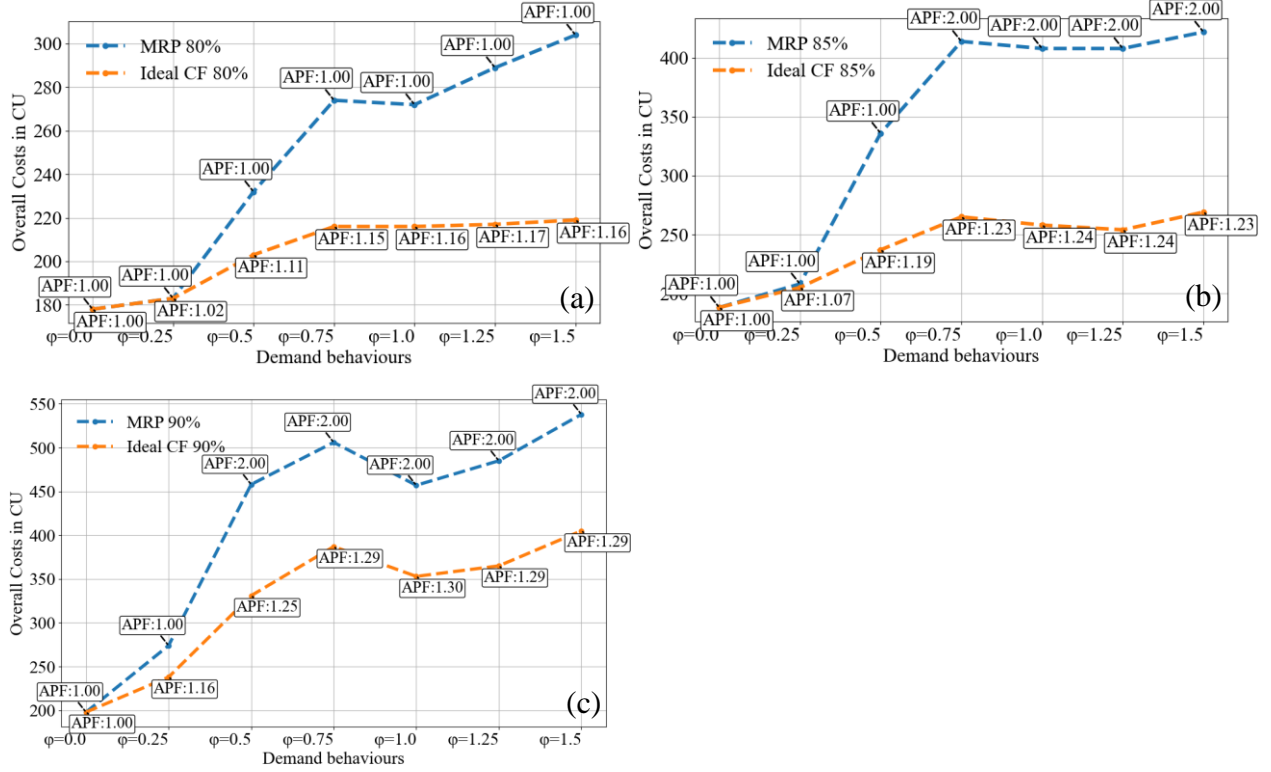 APF:1.00
300
MRP 80%
APF:1.00
Ideal CF 80%
280
APF:1.00
APF:1.00
260
240
APF:1.00
220
APF:1.15
APF:1.16
APF:1.17
APF:1.16
200
APF:1.11
APF:1.00
APF:1.00
180
APF:1.02
APF:1.00
(a)
Overall Costs in CU
φ=0.0
φ=0.25
φ=0.5
φ=0.75
φ=1.0
φ=1.25
φ=1.5
Demand behaviours
APF:2.00
APF:2.00
APF:2.00
APF:2.00
MRP 85%
Ideal CF 85%
400
350
APF:1.00
300
250
APF:1.23
APF:1.24
APF:1.24
APF:1.23
APF:1.19
APF:1.00
APF:1.00
APF:1.07
200
APF:1.00
(b)
Overall Costs in CU
φ=0.0
φ=0.25
φ=0.5
φ=0.75
φ=1.0
φ=1.25
φ=1.5
Demand behaviours
550
APF:2.00
MRP 90%
APF:2.00
Ideal CF 90%
500
APF:2.00
APF:2.00
APF:2.00
450
400
APF:1.29
APF:1.29
350
APF:1.30
APF:1.29
APF:1.25
300
APF:1.00
250
APF:1.16
APF:1.00
200
APF:1.00
(c)
Overall Costs in CU
φ=0.0
φ=0.25
φ=0.5
φ=0.75
φ=1.0
φ=1.25
φ=1.5
Demand behaviours